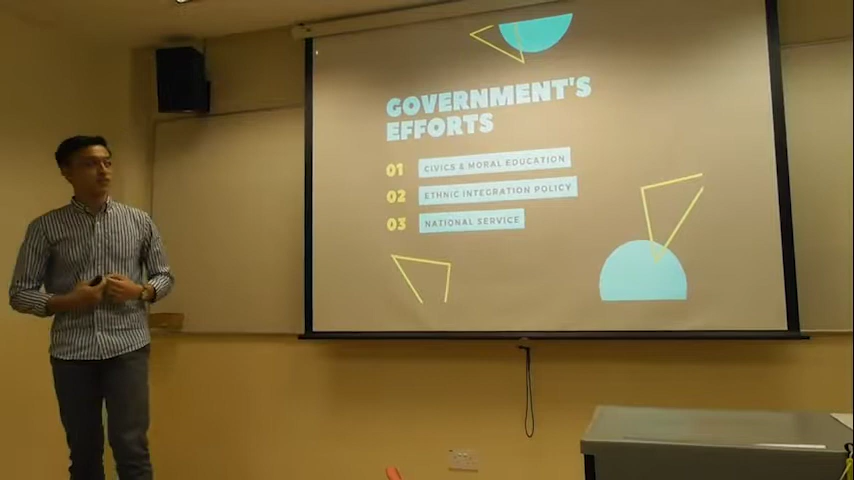 GOVERNMENT'S
EFFORTS
01 CIVICS & MORAL EDUCATION
02 ETHNIC INTEGRATION POLICY
03 NATIONAL SERVICE